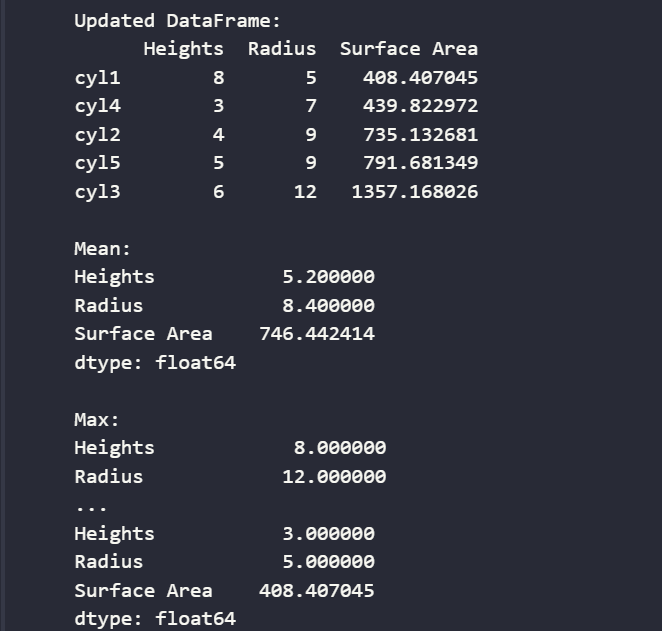 Updated DataFrame:
Heights Radius Surface Area
cyl1 8 5 408.407045
cyl4 3 7 439.822972
cyl2 4 9 735.132681
cyl5 5 9 791.681349
cyl3 6 12 1357.168026
Mean:
Heights 5.200000
Radius 8.400000
Surface Area 746.442414
dtype: float64
Max:
Heights 8.000000
Radius 12.000000
...
Heights 3.000000
Radius 5.000000
Surface Area 408.407045
dtype: float64